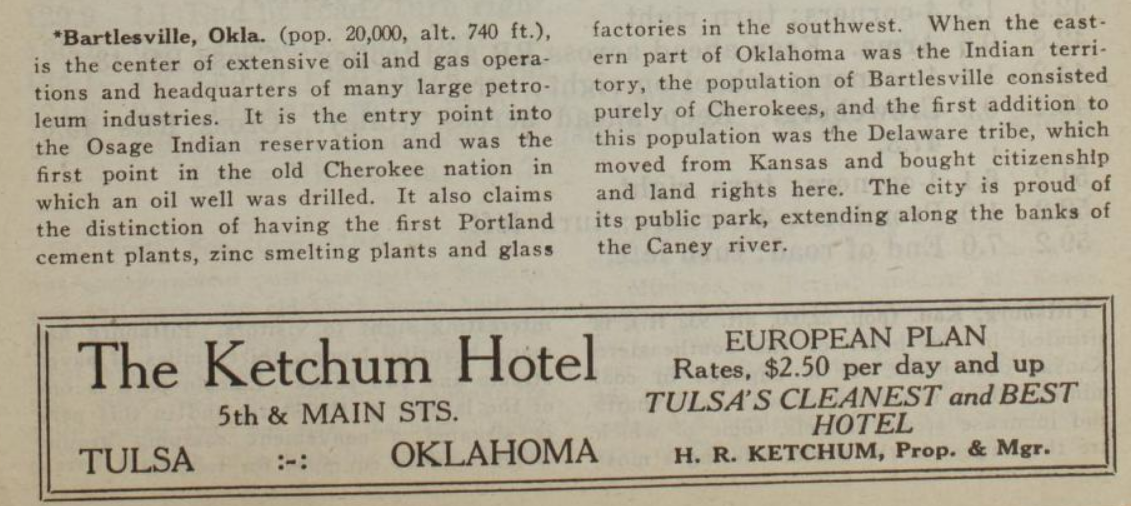 *Bartlesville, Okla. (pop. 20,000, alt. 740 ft.),
is the center of extensive oil and gas opera-
tions and headquarters of many large petro-
leum industries. It is the entry point into
the Osage Indian reservation and was the
first point in the old Cherokee nation in
which an oil well was drilled. It also claims
the distinction of having the first Portland
cement plants, zinc smelting plants and glass
factories in the southwest. When the east-
ern part of Oklahoma was the Indian terri-
tory, the population of Bartlesville consisted
purely of Cherokees, and the first addition to
this population was the Delaware tribe, which
moved from Kansas and bought citizenship
and land rights here. The city is proud of
its public park, extending along the banks of
the Caney river.
The Ketchum Hotel
5th & MAIN STS.
TULSA :-: OKLAHOMA
EUROPEAN PLAN
Rates, $2.50 per day and up
TULSA'S CLEANEST and BEST
HOTEL
H. R. KETCHUM, Prop. & Mgr.